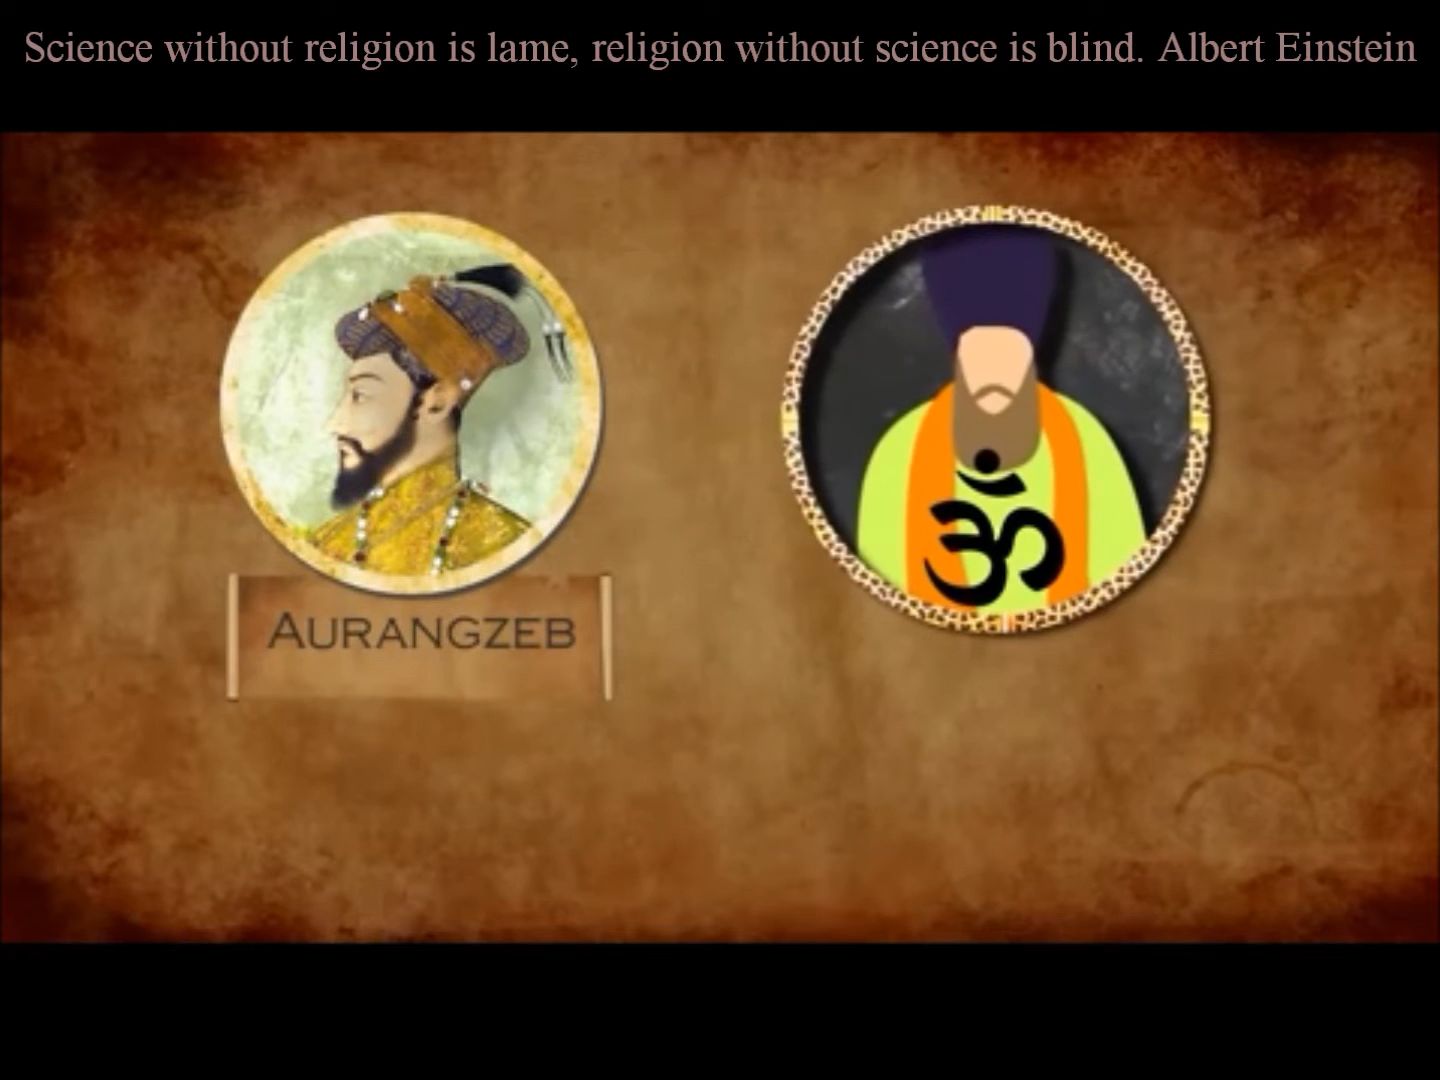 Science without religion is lame, religion without science is blind. Albert Einstein
ॐ
AURANGZEB